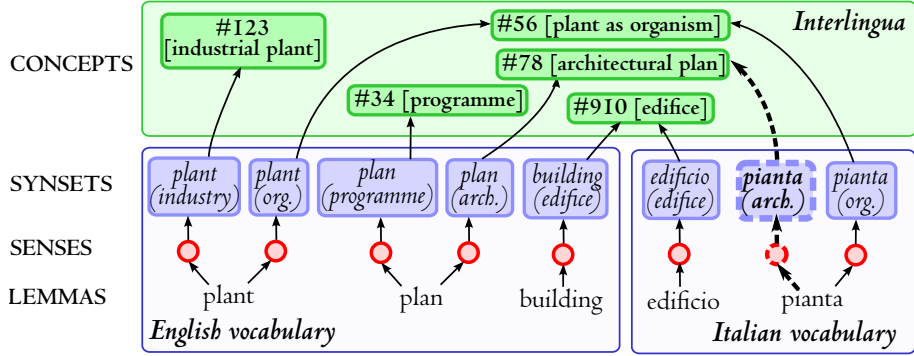 #123
[industrial plant]
#56 [plant as organism]
Interlingua
CONCEPTS
#78 [architectural plan]
#34 [programme]
#910 [edifice]
SYNSETS
plant
(industry)
plant
(org.)
plan
(programme)
plan
(arch.)
building
(edifice)
edificio
(edifice)
pianta
(arch.)
pianta
(org.)
SENSES
LEMMAS
plant
plan
building
edificio
pianta
English vocabulary
Italian vocabulary